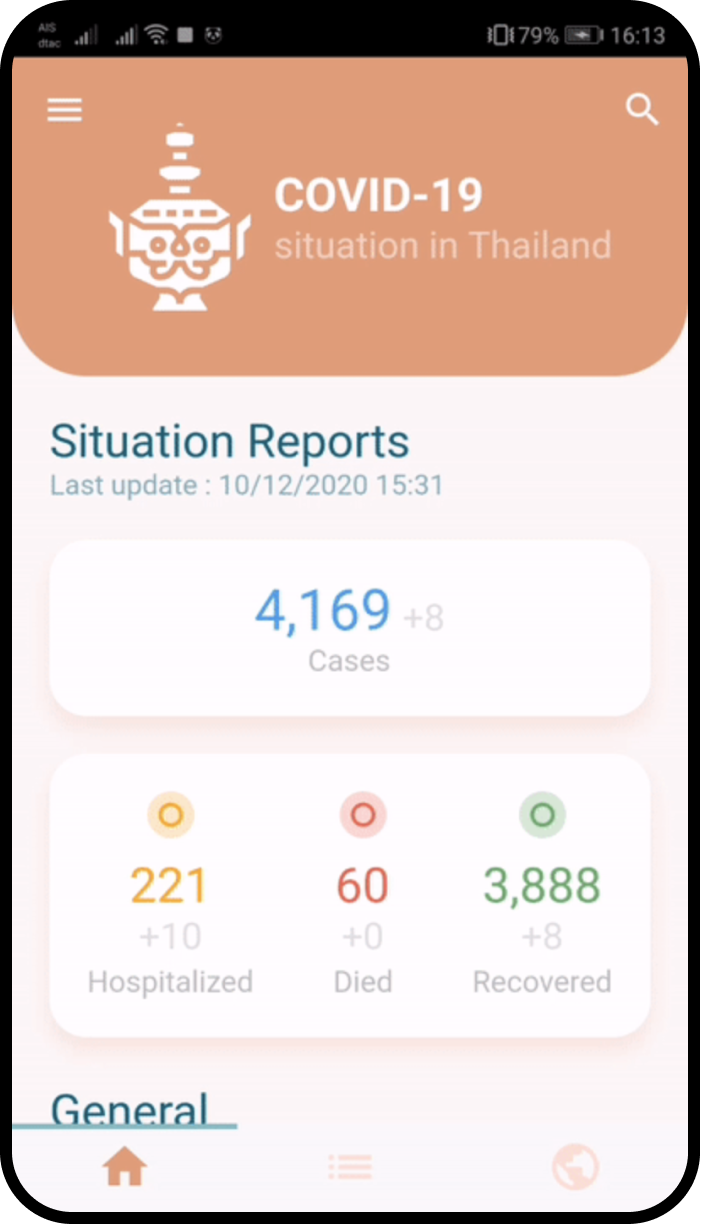 AIS
dtac
79%
16:13
COVID-19
situation in Thailand
Situation Reports
Last update : 10/12/2020 15:31
4,169 +8
Cases
221 60 3,888
+10 +0 +8
Hospitalized Died Recovered
General